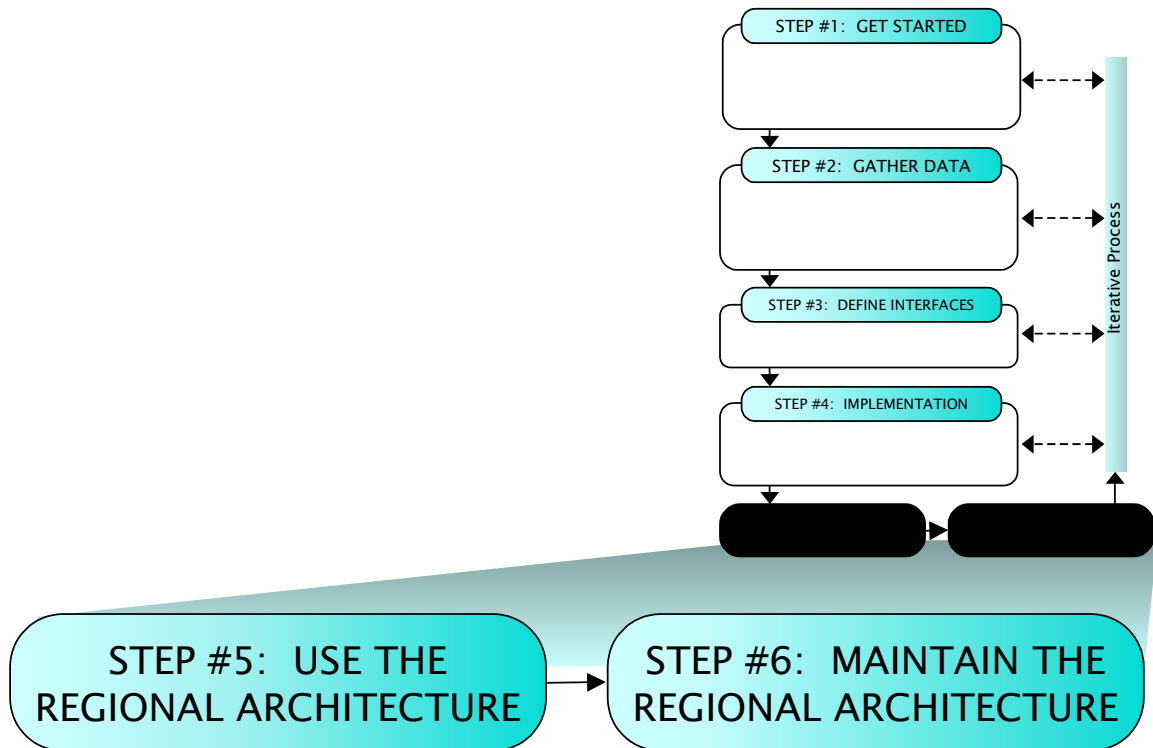 STEP #1:  GET STARTED
STEP #2:  GATHER DATA
Iterative Process
STEP #3:  DEFINE INTERFACES
STEP #4:  IMPLEMENTATION
STEP #5:  USE THE
REGIONAL ARCHITECTURE
STEP #6:  MAINTAIN THE
REGIONAL ARCHITECTURE